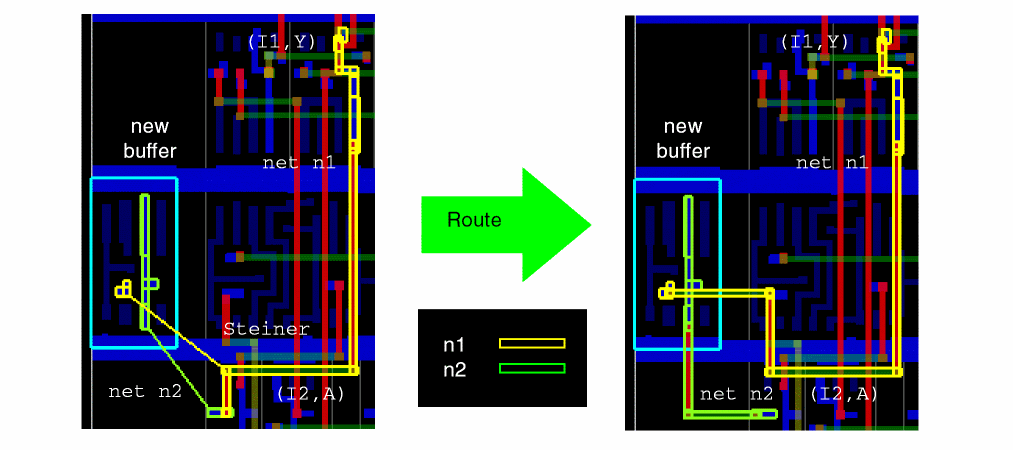 (I1,Y)
new
buffer
net n1
Steiner
net n2
(I2,A)
Route
n1
n2
(I1,Y)
new
buffer
net n1
net n2
(I2,A)